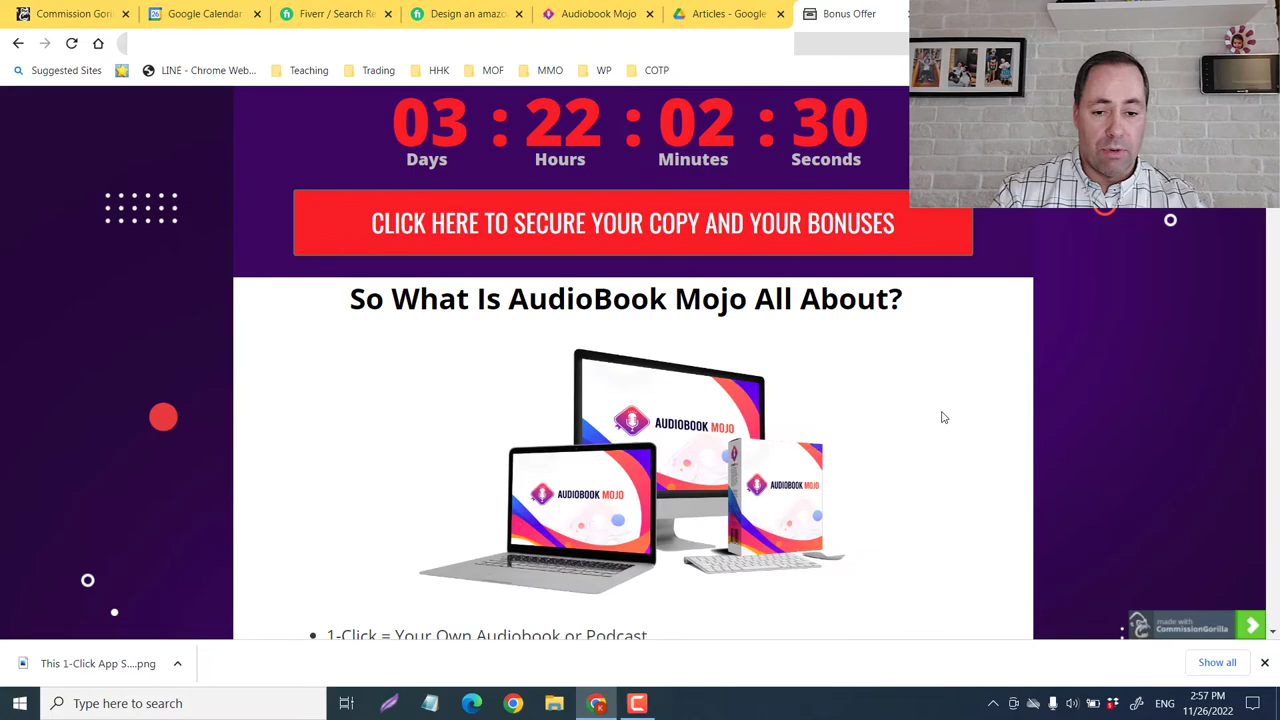 Commission Gori
Google Calendar
Fiverr / Search Re
Design an amazo
Audiobook Mojo
Articles - Google
Bonus Offer
Suggested Sites
LINE - Chrome Web...
Teaching
Trading
HHK
MOF
MMO
WP
COTP
03 : 22 : 02 : 30
Days Hours Minutes Seconds
CLICK HERE TO SECURE YOUR COPY AND YOUR BONUSES
So What Is AudioBook Mojo All About?
AUDIOBOOK MOJO
AUDIOBOOK MOJO
AUDIOBOOK MOJO
1-Click = Your Own Audiobook or Podcast
made with
CommissionGorilla
This 1-Click App S....png
Show all
Type here to search
ENG
2:57 PM
11/26/2022